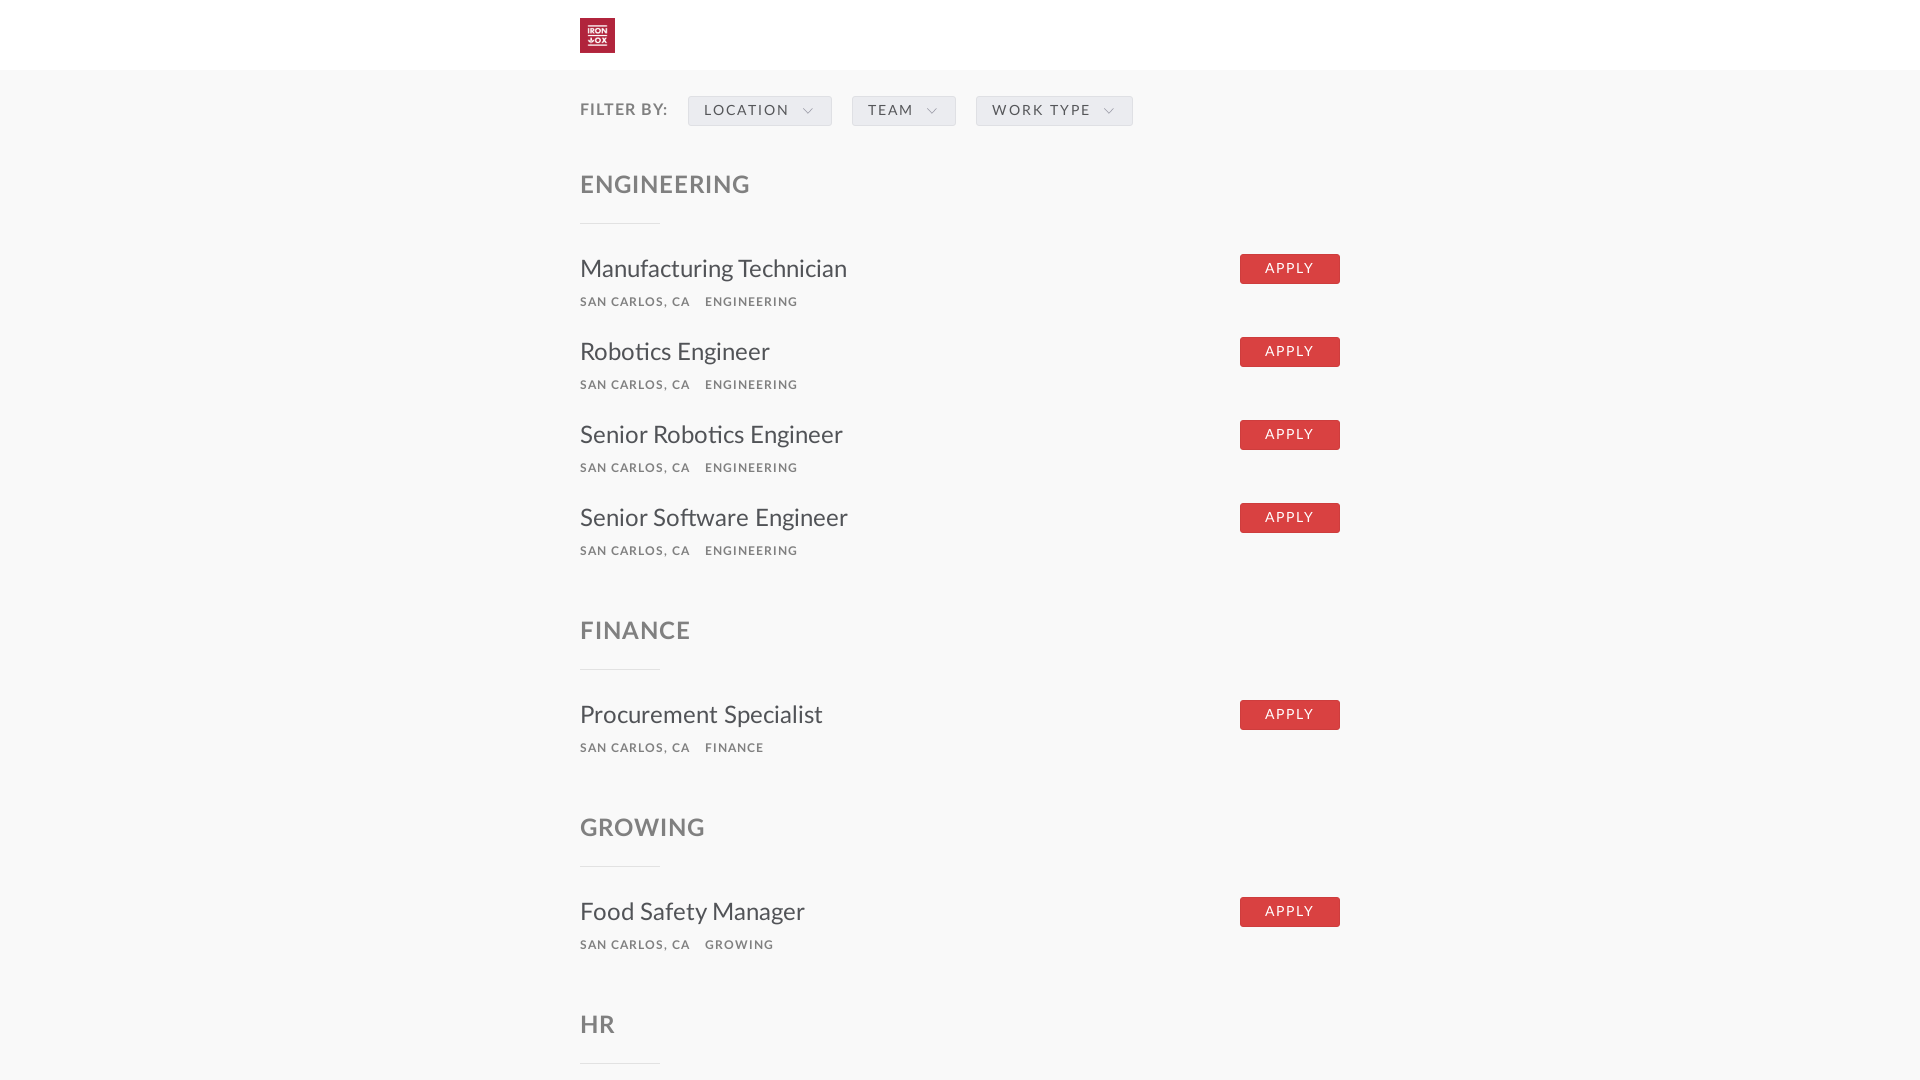 IRON
OX
FILTER BY:
LOCATION
TEAM
WORK TYPE
ENGINEERING
Manufacturing Technician
APPLY
SAN CARLOS, CA ENGINEERING
Robotics Engineer
APPLY
SAN CARLOS, CA ENGINEERING
Senior Robotics Engineer
APPLY
SAN CARLOS, CA ENGINEERING
Senior Software Engineer
APPLY
SAN CARLOS, CA ENGINEERING
FINANCE
Procurement Specialist
APPLY
SAN CARLOS, CA FINANCE
GROWING
Food Safety Manager
APPLY
SAN CARLOS, CA GROWING
HR